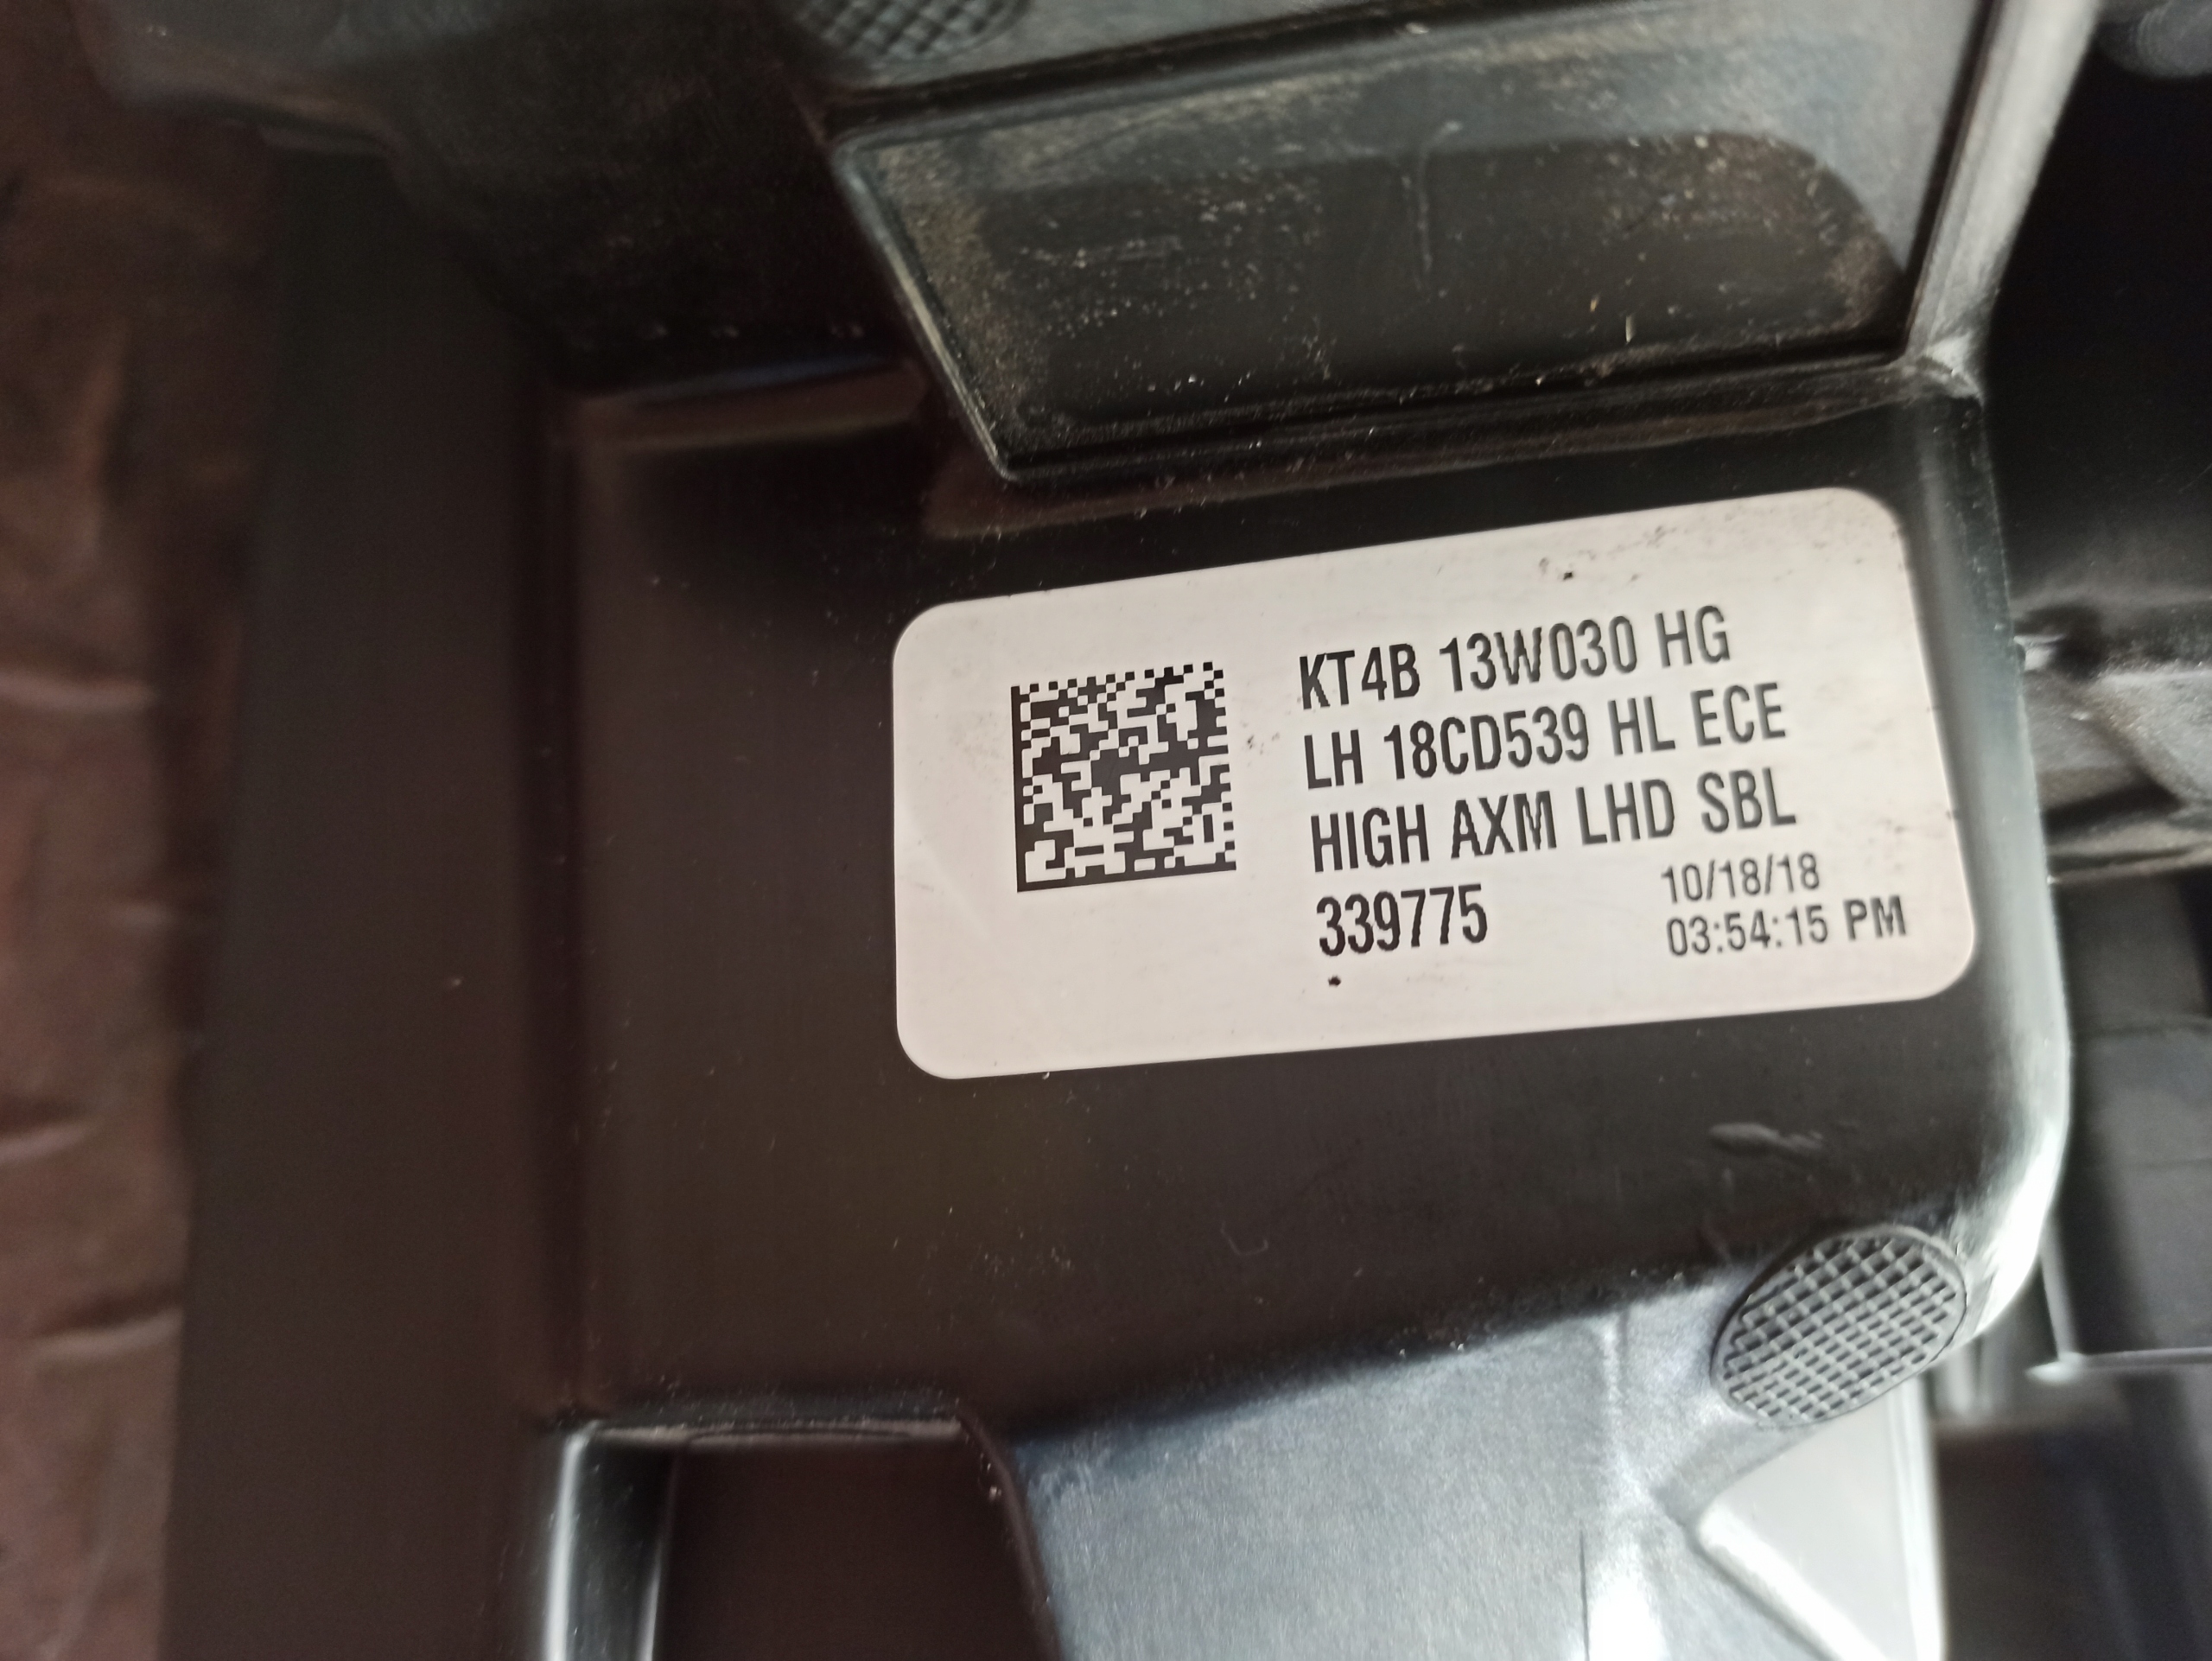 KT4B 13W030 HG
LH 18CD539 HL ECE
HIGH AXM LHD SBL
339775
10/18/18
03:54:15 PM